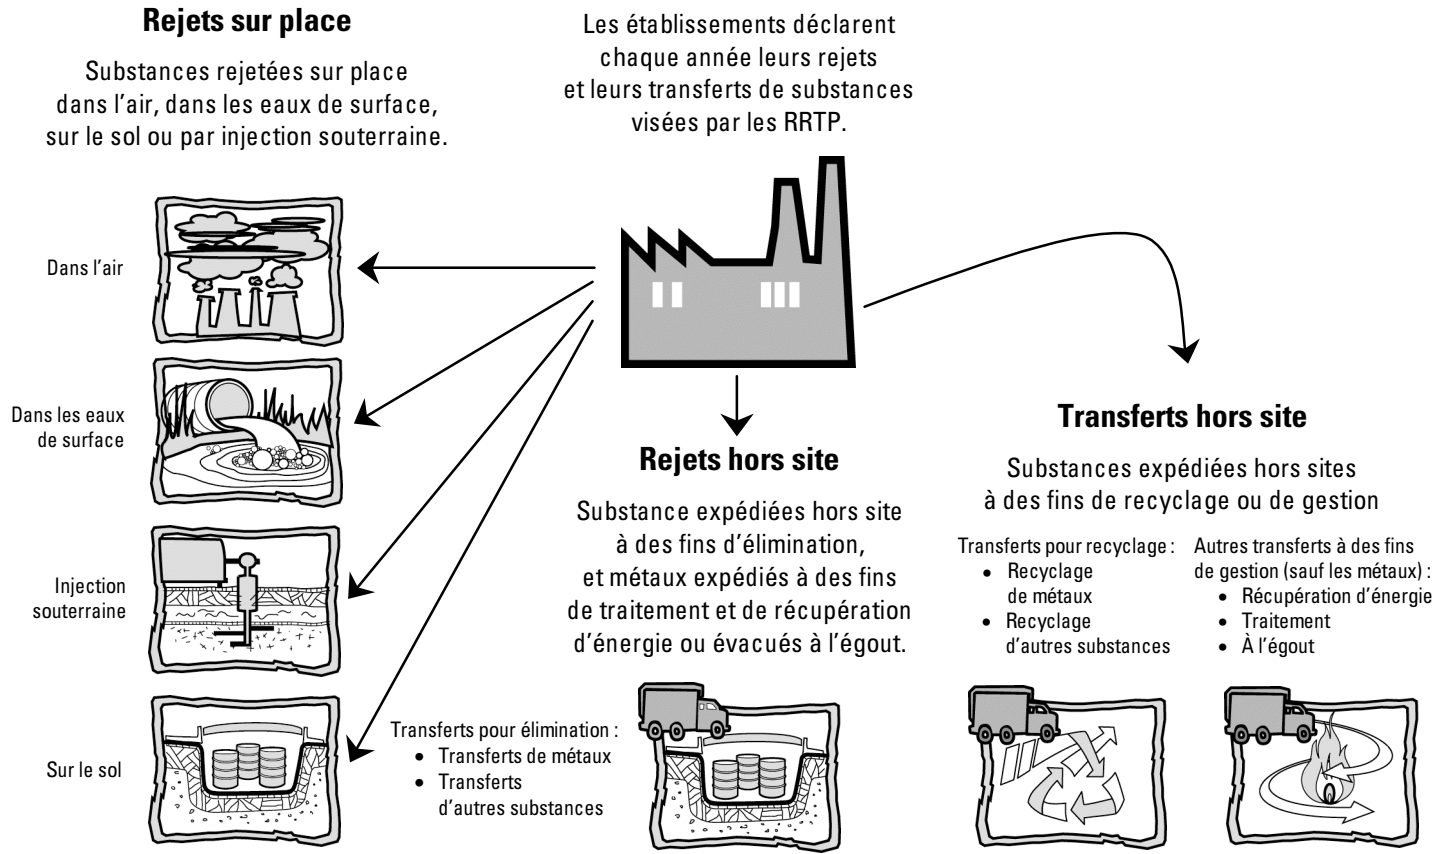 Rejets sur place
Substances rejetées sur place
dans l'air, dans les eaux de surface,
sur le sol ou par injection souterraine.
Les établissements déclarent
chaque année leurs rejets
et leurs transferts de substances
visées par les RRTP.
Dans l'air
Dans les eaux
de surface
Injection
souterraine
Sur le sol
Rejets hors site
Substance expédiées hors site
à des fins d'élimination,
et métaux expédiés à des fins
de traitement et de récupération
d'énergie ou évacués à l'égout.
Transferts pour élimination :
• Transferts de métaux
• Transferts
d'autres substances
Transferts hors site
Substances expédiées hors sites
à des fins de recyclage ou de gestion
Transferts pour recyclage :
• Recyclage
de métaux
• Recyclage
d'autres substances
Autres transferts à des fins
de gestion (sauf les métaux) :
• Récupération d'énergie
• Traitement
• À l'égout